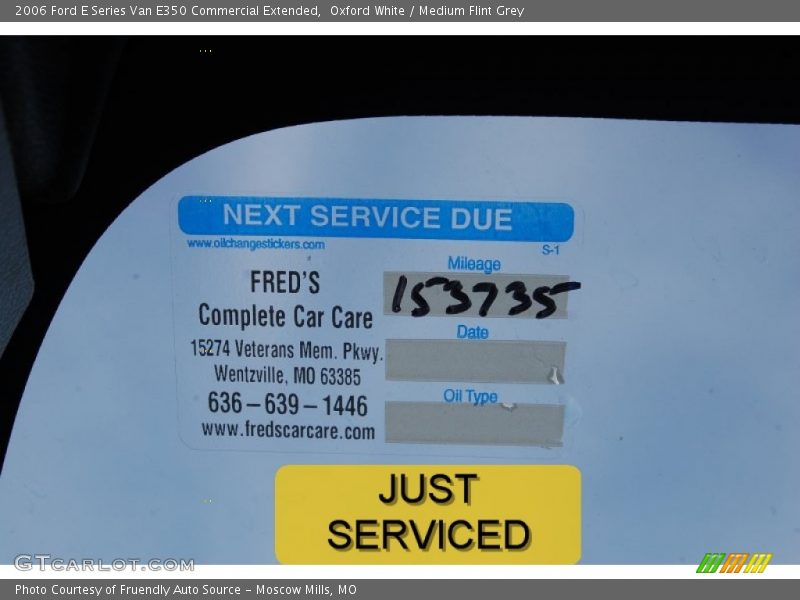 2006 Ford E Series Van E350 Commercial Extended,  Oxford White / Medium Flint Grey
NEXT SERVICE DUE
www.oilchangestickers.com
S-1
FRED'S
Complete Car Care
15274 Veterans Mem. Pkwy.
Wentzville, MO 63385
636-639-1446
www.fredscarcare.com
Mileage
153735
Date
Oil Type
JUST
SERVICED
GTCARLOT.COM
Photo Courtesy of Fruendly Auto Source - Moscow Mills, MO